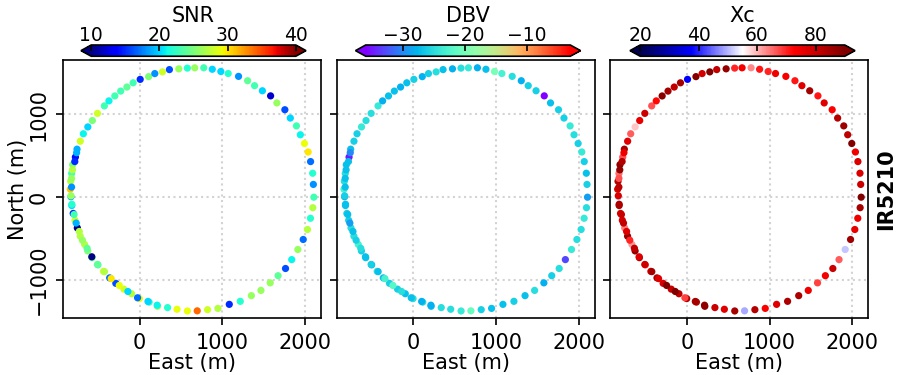 SNR DBV Xc
10 20 30 40 −30 −20 −10 20 40 60 80
North (m)
1000
0
−1000
IR5210
0 1000 2000 0 1000 2000 0 1000 2000
East (m) East (m) East (m)